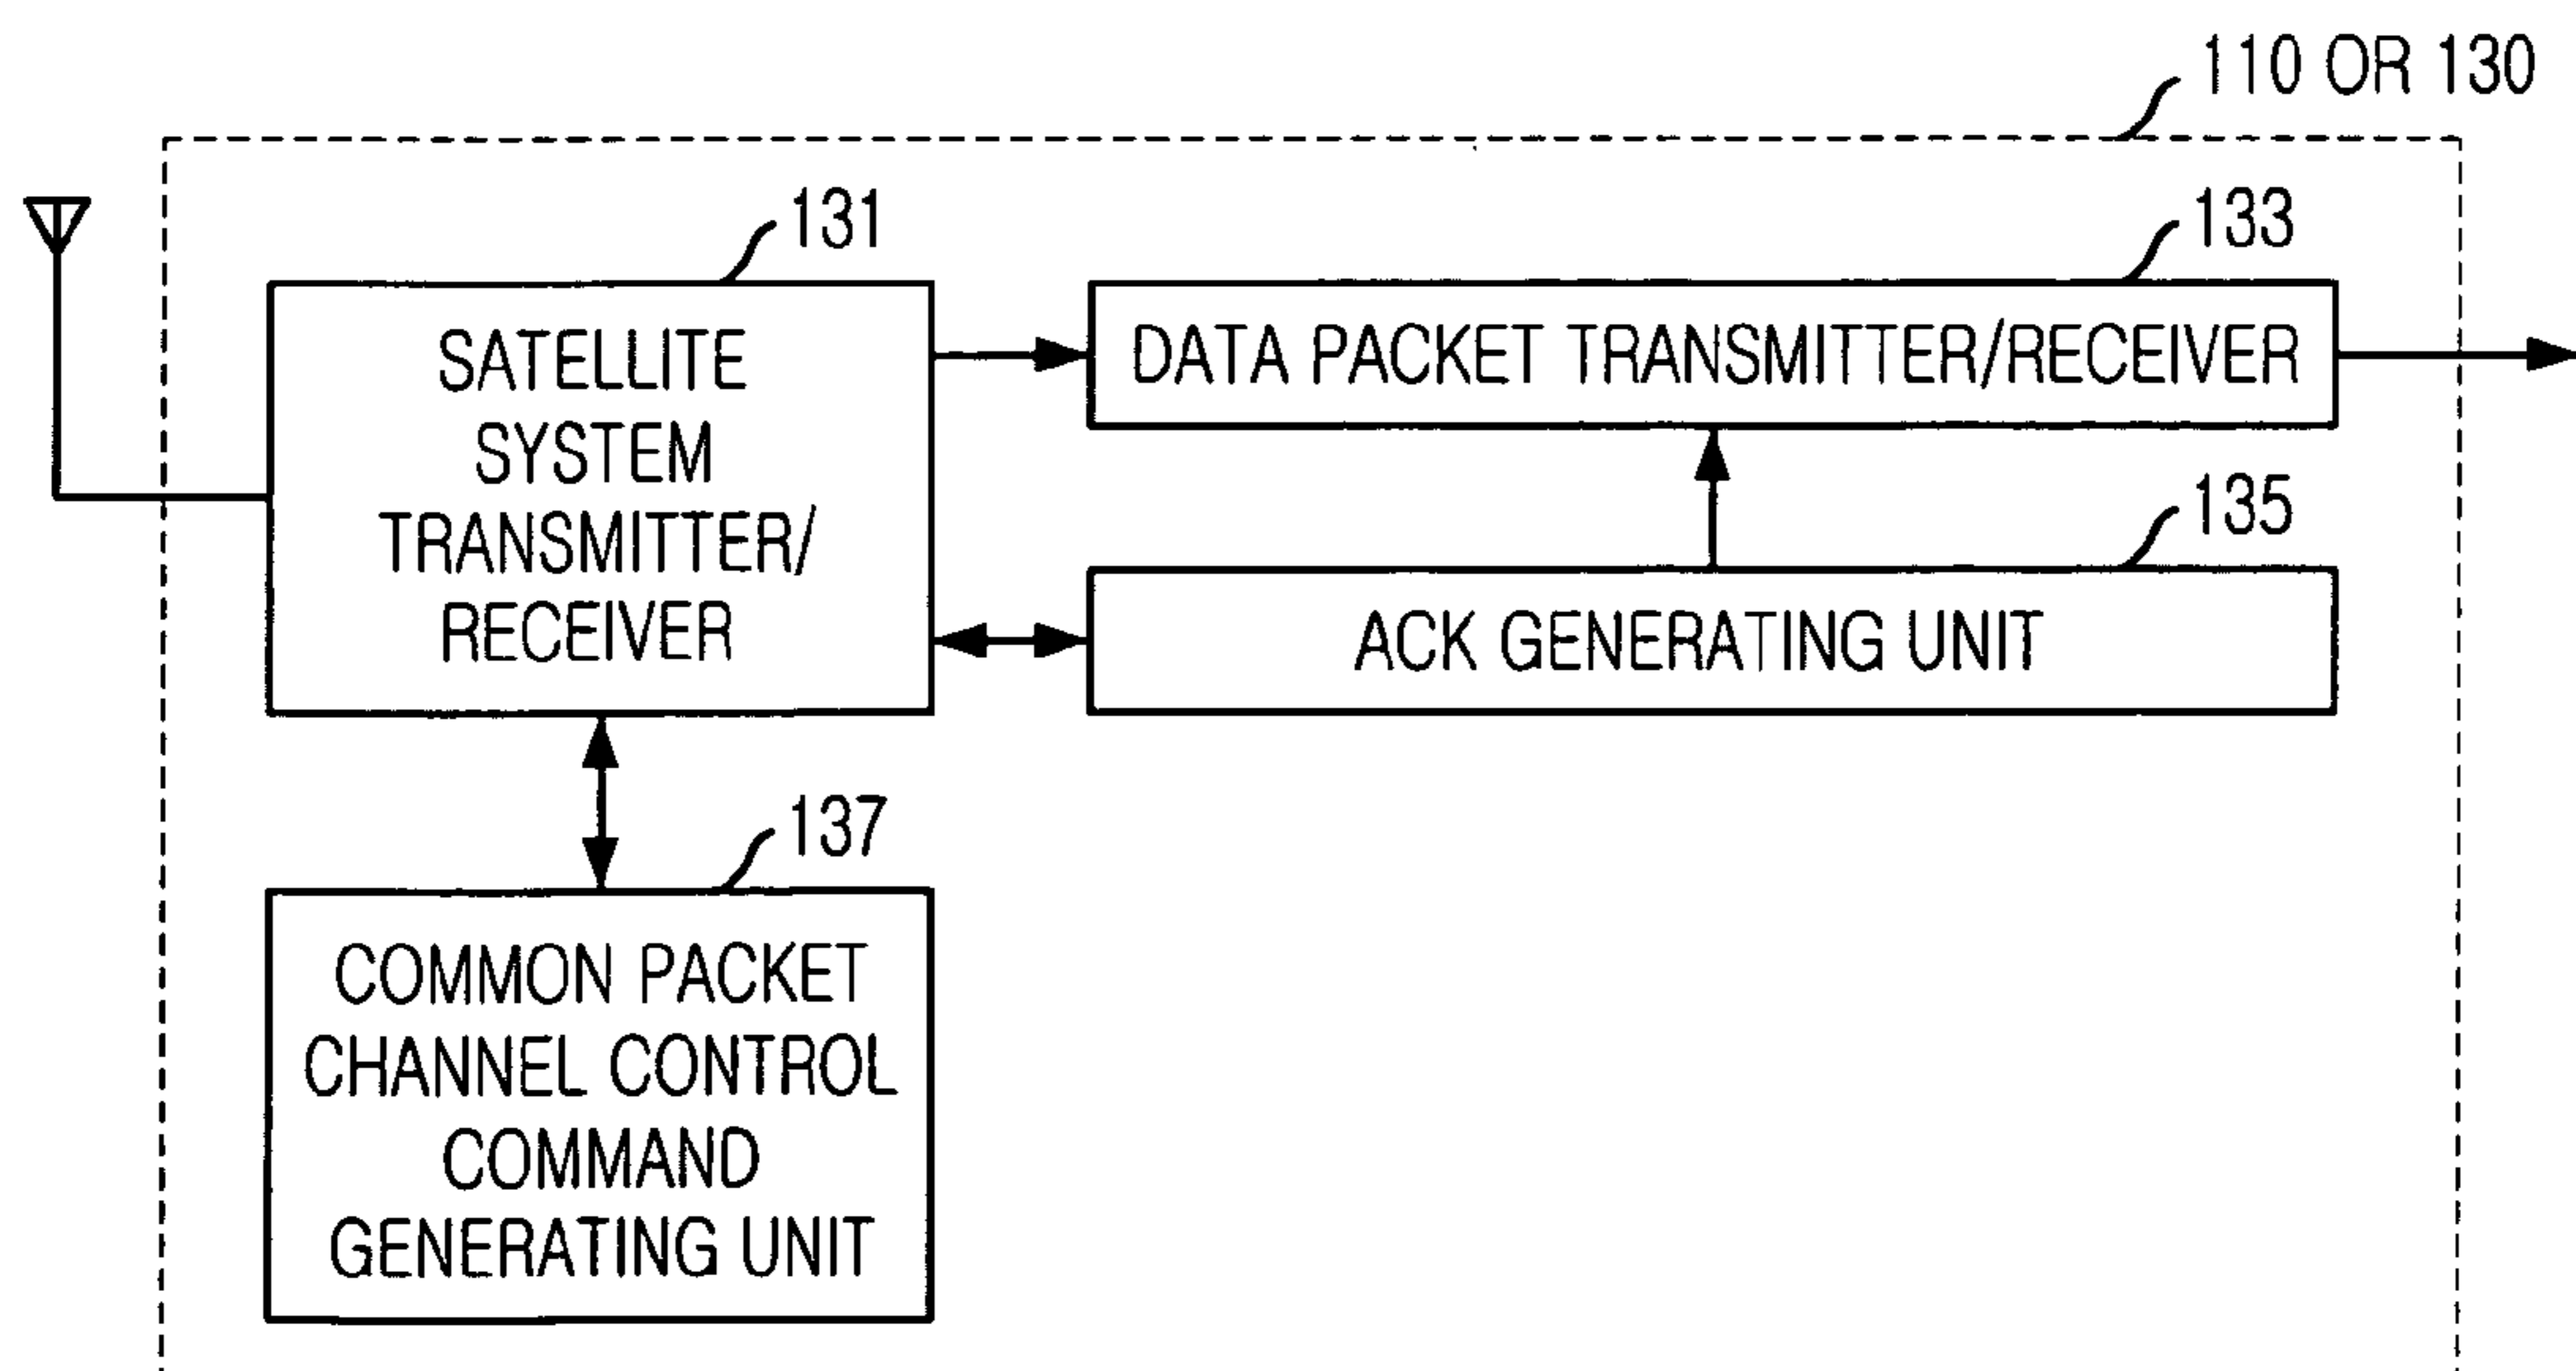 110 OR 130
131
133
SATELLITE
SYSTEM
TRANSMITTER/
RECEIVER
DATA PACKET TRANSMITTER/RECEIVER
135
ACK GENERATING UNIT
137
COMMON PACKET
CHANNEL CONTROL
COMMAND
GENERATING UNIT